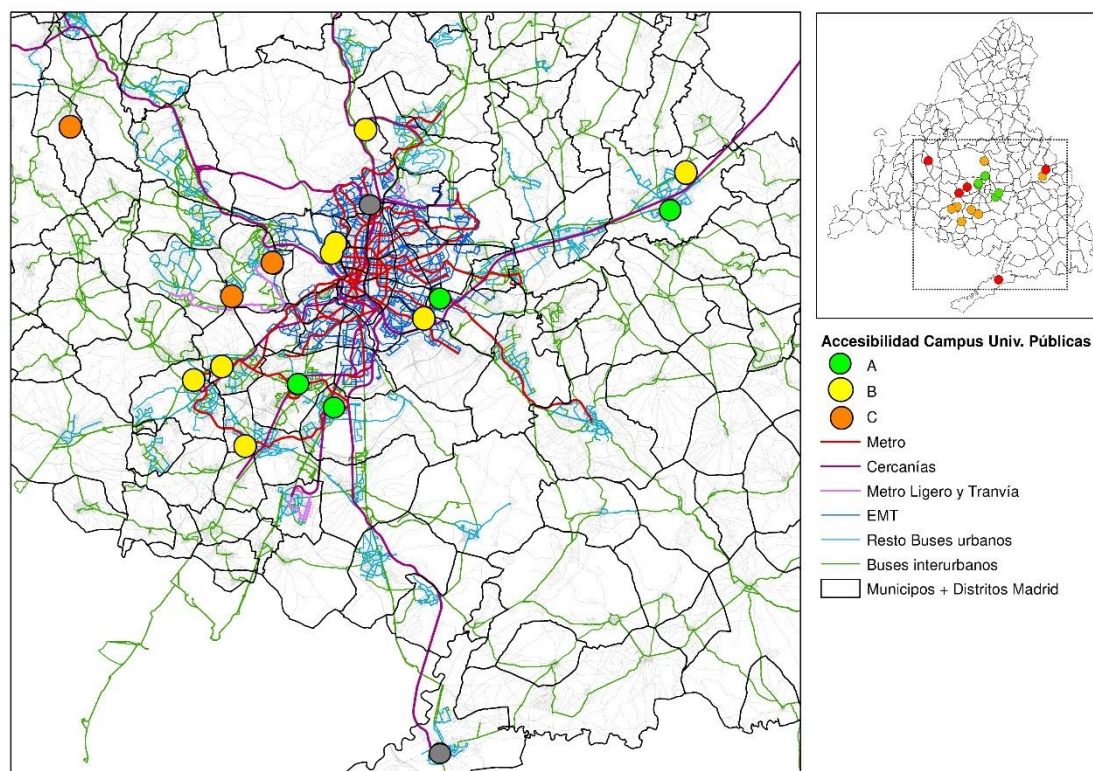 Accesibilidad Campus Univ. Públicas
A
B
C
Metro
Cercanías
Metro Ligero y Tranvía
EMT
Resto Buses urbanos
Buses interurbanos
Municipos + Distritos Madrid